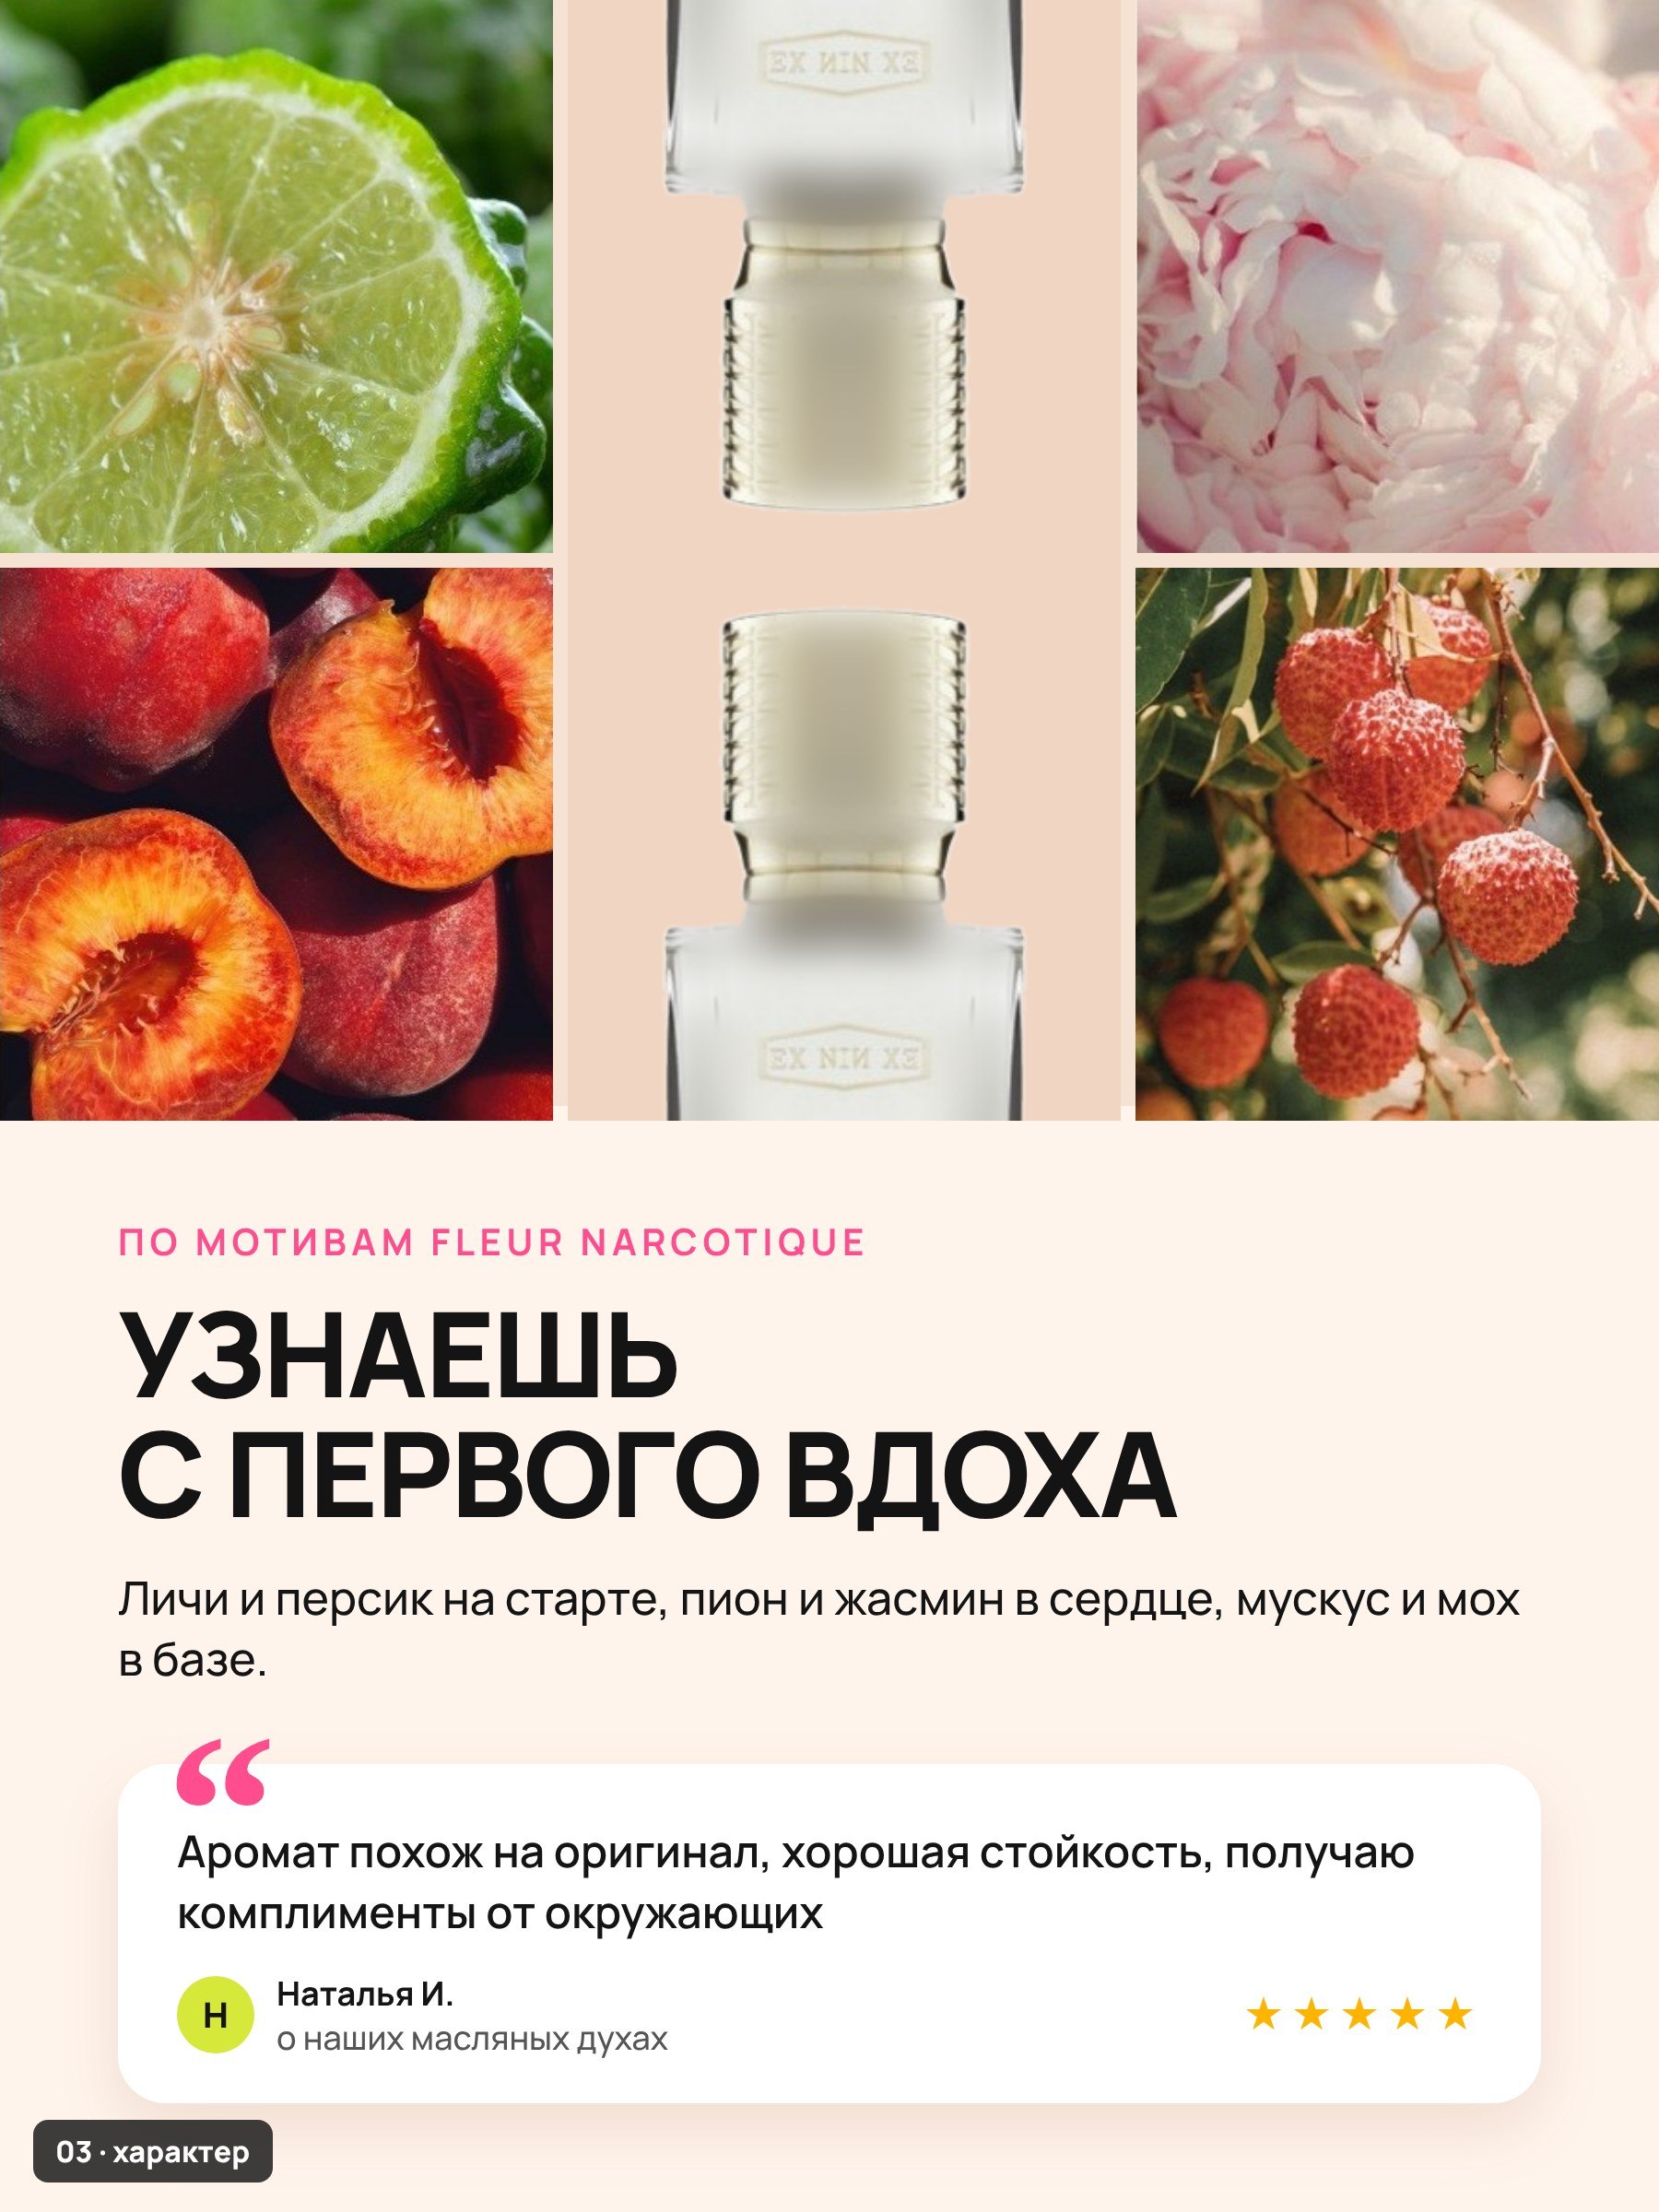 EX NIN XE
EX NIN XE
ПО МОТИВАМ FLEUR NARCOTIQUE
УЗНАЕШЬ
С ПЕРВОГО ВДОХА
Личи и персик на старте, пион и жасмин в сердце, мускус и мох
в базе.
“
Аромат похож на оригинал, хорошая стойкость, получаю
комплименты от окружающих
Н
Наталья И.
о наших масляных духах
★★★★★
03 · характер